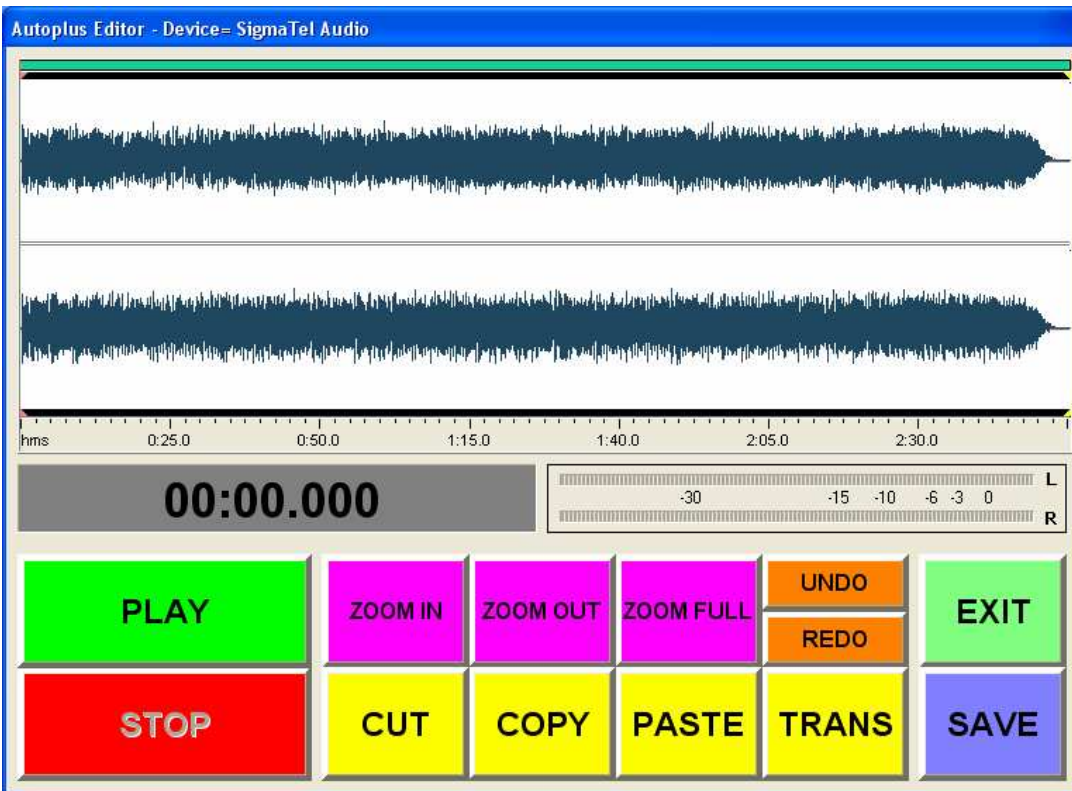 Autoplus Editor - Device= SigmaTel Audio
hms 0:25.0 0:50.0 1:15.0 1:40.0 2:05.0 2:30.0
00:00.000
L
-30 -15 -10 -6 -3 0
R
PLAY ZOOM IN ZOOM OUT ZOOM FULL UNDO EXIT
REDO
STOP CUT COPY PASTE TRANS SAVE